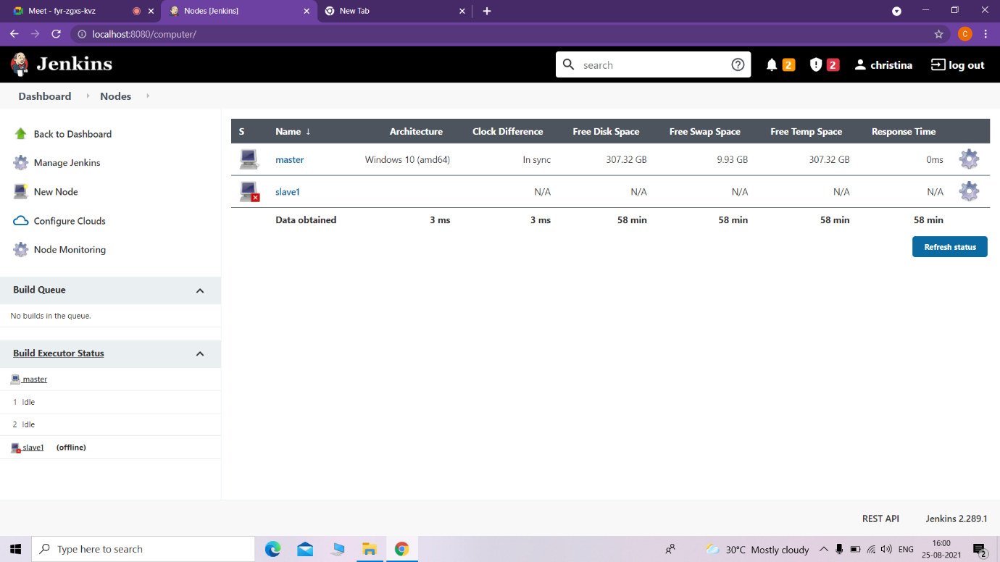 Meet - fyr-zgxs-kvz
Nodes [Jenkins]
New Tab
localhost:8080/computer/
C
Jenkins
search
2
2
christina
log out
Dashboard
Nodes
Back to Dashboard
Manage Jenkins
New Node
Configure Clouds
Node Monitoring
Build Queue
No builds in the queue.
Build Executor Status
master
1 Idle
2 Idle
slave1 (offline)
S Name ↓ Architecture Clock Difference Free Disk Space Free Swap Space Free Temp Space Response Time
master Windows 10 (amd64) In sync 307.32 GB 9.93 GB 307.32 GB 0ms
slave1 N/A N/A N/A N/A N/A
Data obtained 3 ms 3 ms 58 min 58 min 58 min 58 min
Refresh status
REST API Jenkins 2.289.1
Type here to search
30°C Mostly cloudy
ENG
16:00
25-08-2021
2